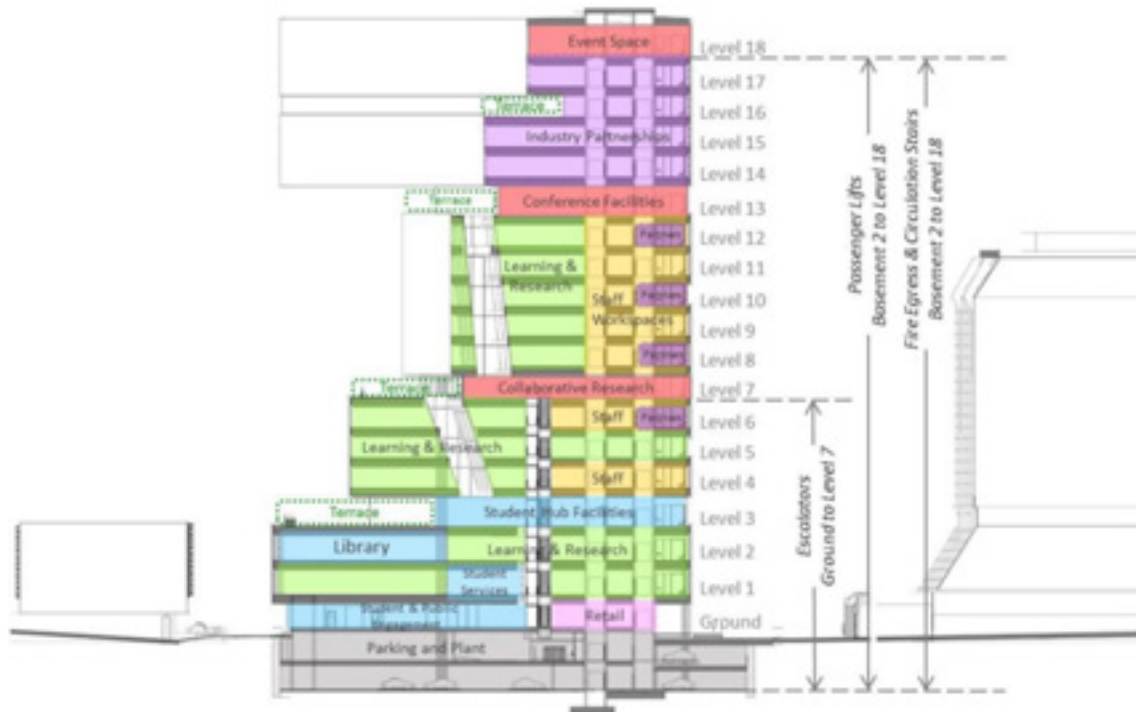 Event Space
Level 18
Level 17
Terrace
Level 16
Industry Partnerships
Level 15
Level 14
Terrace
Conference Facilities
Level 13
Level 12
Learning &
Research
Level 11
Staff
Workspaces
Level 10
Level 9
Level 8
Terrace
Collaborative Research
Level 7
Staff
Level 6
Learning & Research
Level 5
Staff
Level 4
Terrace
Student Hub Facilities
Level 3
Library
Learning & Research
Level 2
Student
Services
Level 1
Student & Public
Engagement
Retail
Ground
Parking and Plant
Escalators
Ground to Level 7
Passenger Lifts
Basement 2 to Level 18
Fire Egress & Circulation Stairs
Basement 2 to Level 18